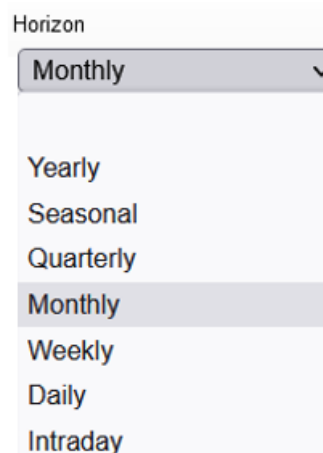 Horizon
Monthly
Yearly
Seasonal
Quarterly
Monthly
Weekly
Daily
Intraday